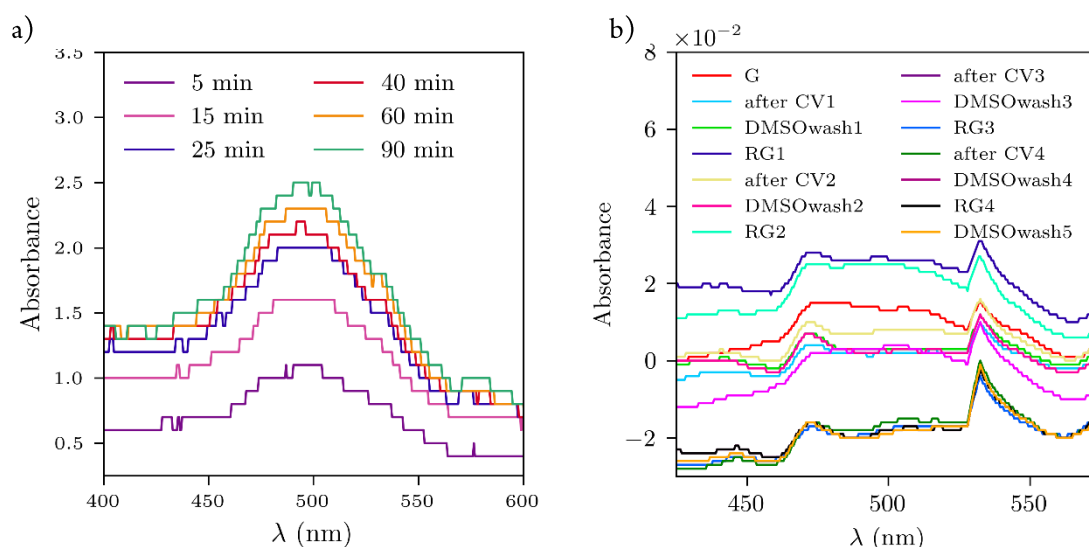 a)
3.5
3.0
2.5
2.0
1.5
1.0
0.5
Absorbance
5 min
15 min
25 min
40 min
60 min
90 min
400
450
500
550
600
λ (nm)
b)
×10⁻²
8
6
4
2
0
−2
Absorbance
G
after CV1
DMSOwash1
RG1
after CV2
DMSOwash2
RG2
after CV3
DMSOwash3
RG3
after CV4
DMSOwash4
RG4
DMSOwash5
450
500
550
λ (nm)